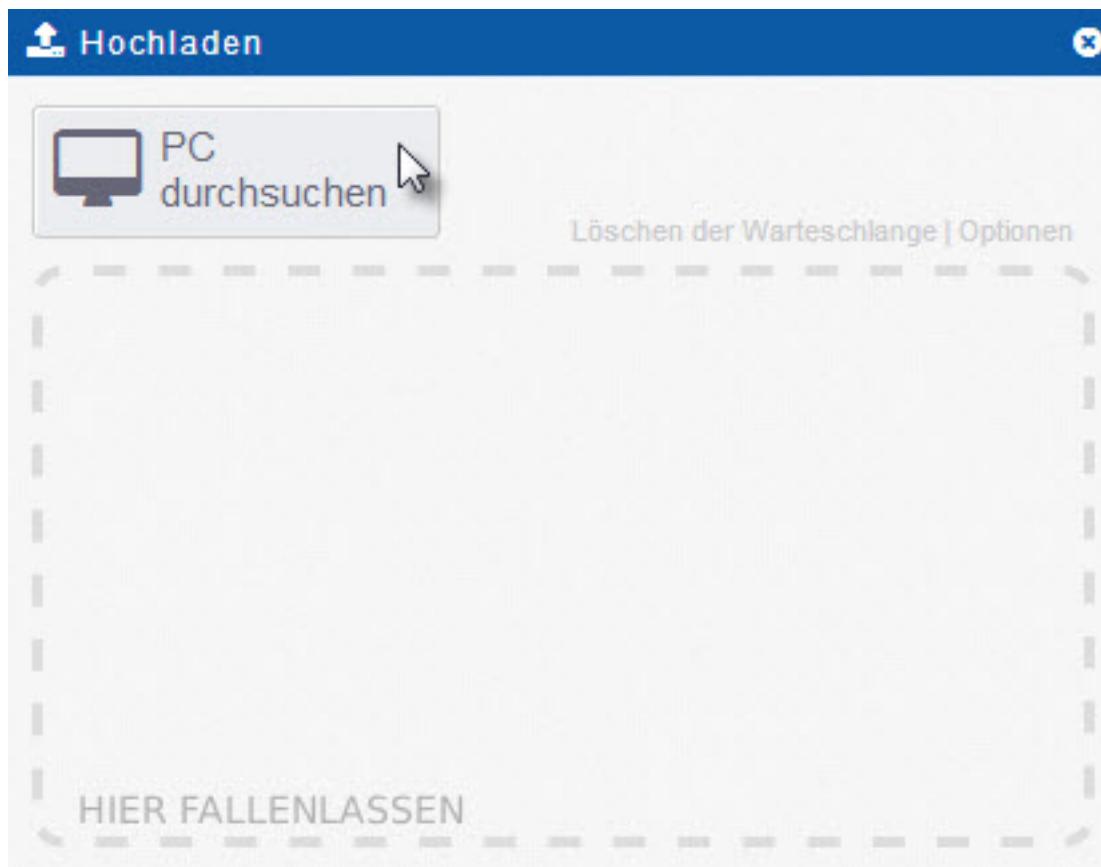 Hochladen
PC
durchsuchen
Löschen der Warteschlange | Optionen
HIER FALLENLASSEN